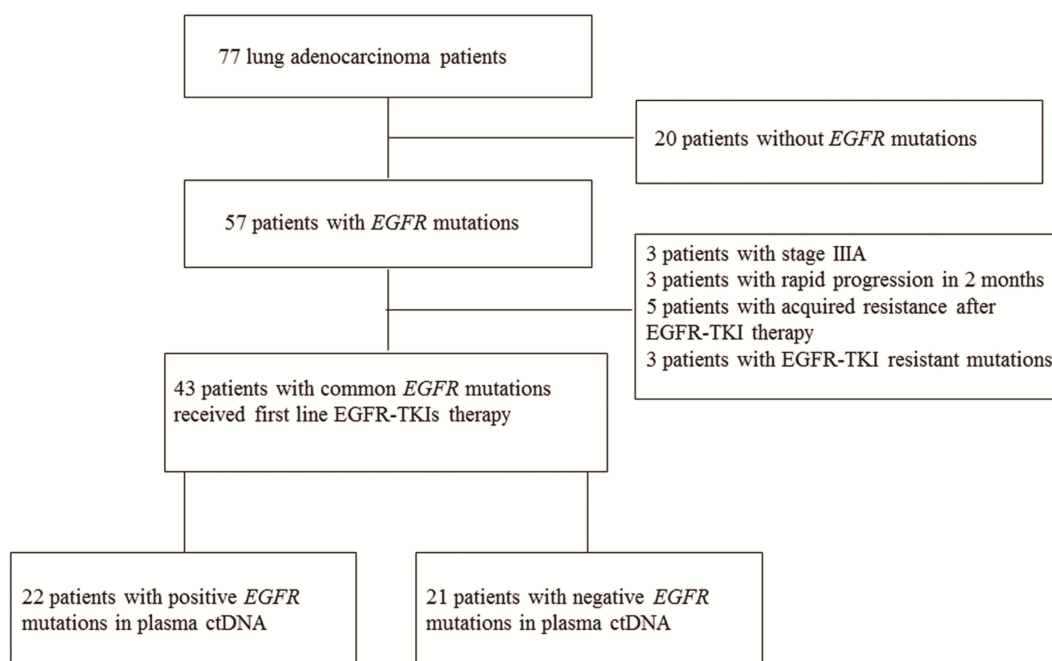 77 lung adenocarcinoma patients
20 patients without EGFR mutations
57 patients with EGFR mutations
3 patients with stage IIIA
3 patients with rapid progression in 2 months
5 patients with acquired resistance after
EGFR-TKI therapy
3 patients with EGFR-TKI resistant mutations
43 patients with common EGFR mutations
received first line EGFR-TKIs therapy
22 patients with positive EGFR
mutations in plasma ctDNA
21 patients with negative EGFR
mutations in plasma ctDNA